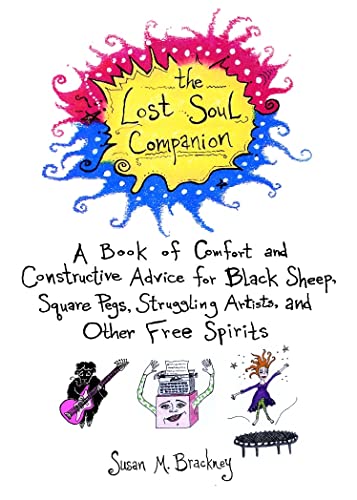 the
Lost Soul
Companion
A Book of Comfort and
Constructive Advice for Black Sheep,
Square Pegs, Struggling Artists, and
Other Free Spirits
Susan M. Brackney